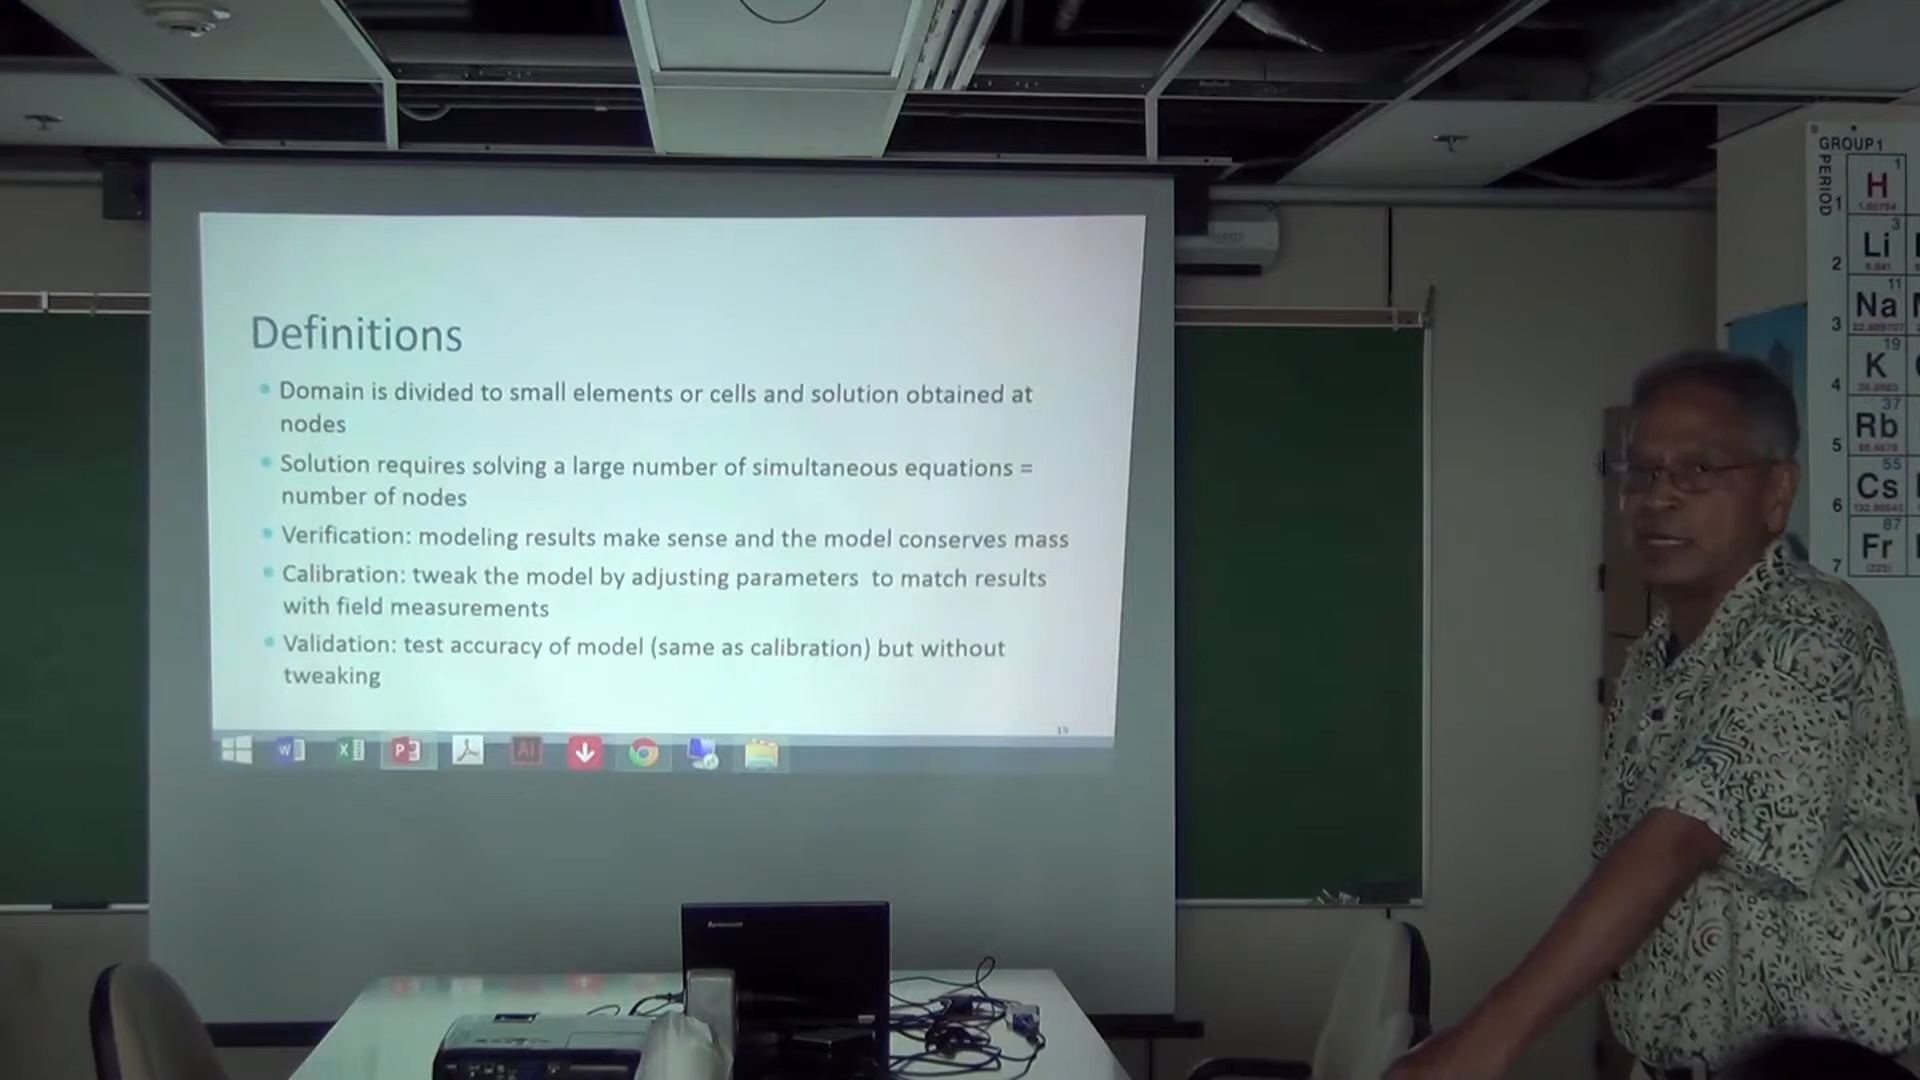 Definitions
Domain is divided to small elements or cells and solution obtained at
nodes
Solution requires solving a large number of simultaneous equations =
number of nodes
Verification: modeling results make sense and the model conserves mass
Calibration: tweak the model by adjusting parameters to match results
with field measurements
Validation: test accuracy of model (same as calibration) but without
tweaking
19
GROUP 1
PERIOD
1
1
H
1.00794
3
2
Li
11
3
Na
19
4
K
37
5
Rb
55
6
Cs
87
7
Fr
(223)